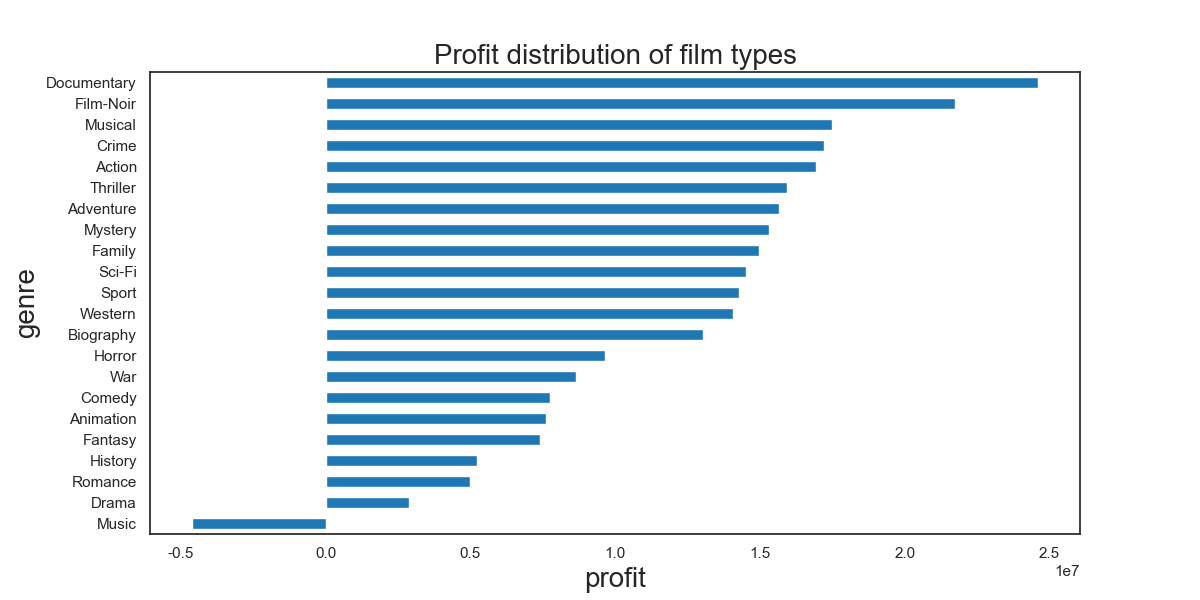 Profit distribution of film types
genre
Documentary
Film-Noir
Musical
Crime
Action
Thriller
Adventure
Mystery
Family
Sci-Fi
Sport
Western
Biography
Horror
War
Comedy
Animation
Fantasy
History
Romance
Drama
Music
-0.5 0.0 0.5 1.0 1.5 2.0 2.5
1e7
profit